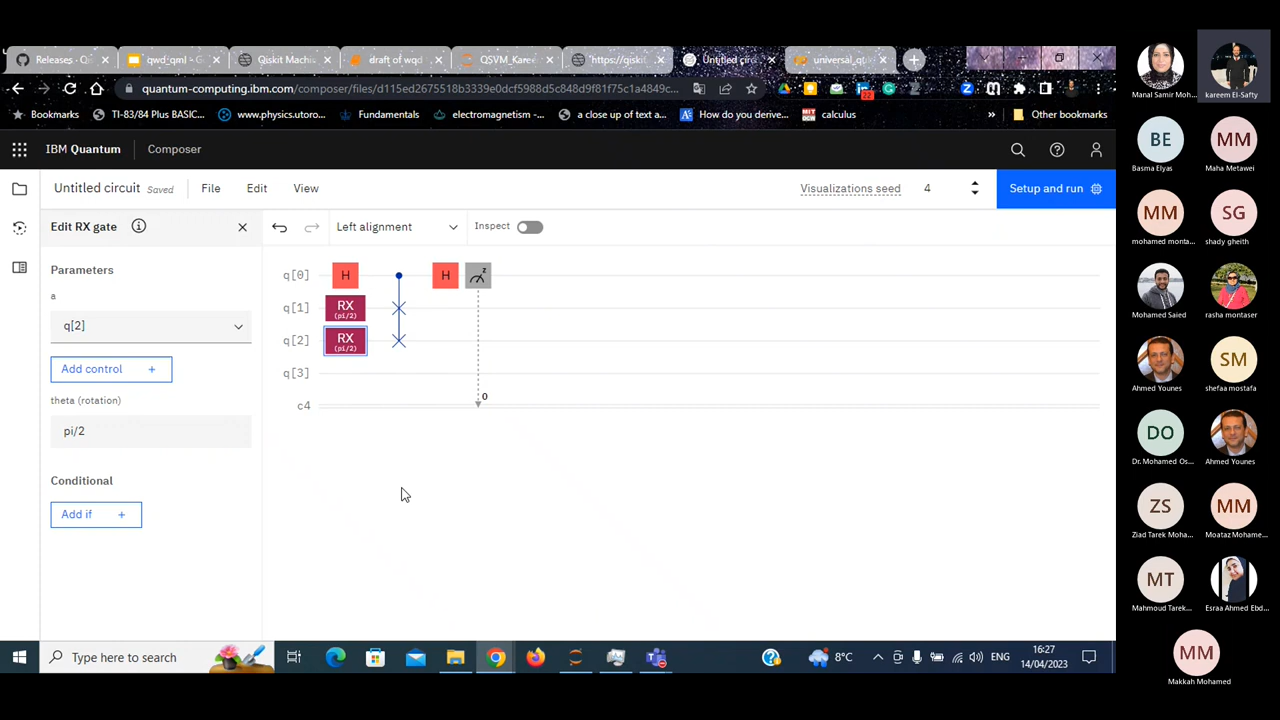 Releases - Q
qwd_qml - G
Qiskit Machi
draft of wqd
QSVM_Karee
"https://qiskit
Untitled circ
universal_qu
quantum-computing.ibm.com/composer/files/d115ed2675518b3339e0dcf5988d5c848d9f81f75c1a4849c...
22
Bookmarks
TI-83/84 Plus BASIC...
www.physics.utoro...
Fundamentals
electromagnetism -...
a close up of text a...
How do you derive...
calculus
»
Other bookmarks
IBM Quantum
Composer
Untitled circuit
Saved
File
Edit
View
Visualizations seed
4
Setup and run
Edit RX gate
Left alignment
Inspect
Parameters
a
q[2]
Add control +
theta (rotation)
pi/2
Conditional
Add if +
q[0]
H
H
z
q[1]
RX
(pi/2)
q[2]
RX
(pi/2)
q[3]
c4
0
Type here to search
8°C
ENG
16:27
14/04/2023
Manal Samir Moh...
kareem El-Safty
BE
Basma Elyas
MM
Maha Metawei
MM
mohamed monta...
SG
shady gheith
Mohamed Saied
rasha montaser
Ahmed Younes
SM
shefaa mostafa
DO
Dr. Mohamed Os...
Ahmed Younes
ZS
Ziad Tarek Moha...
MM
Moataz Mohame...
MT
Mahmoud Tarek...
Esraa Ahmed Ebd...
MM
Makkah Mohamed